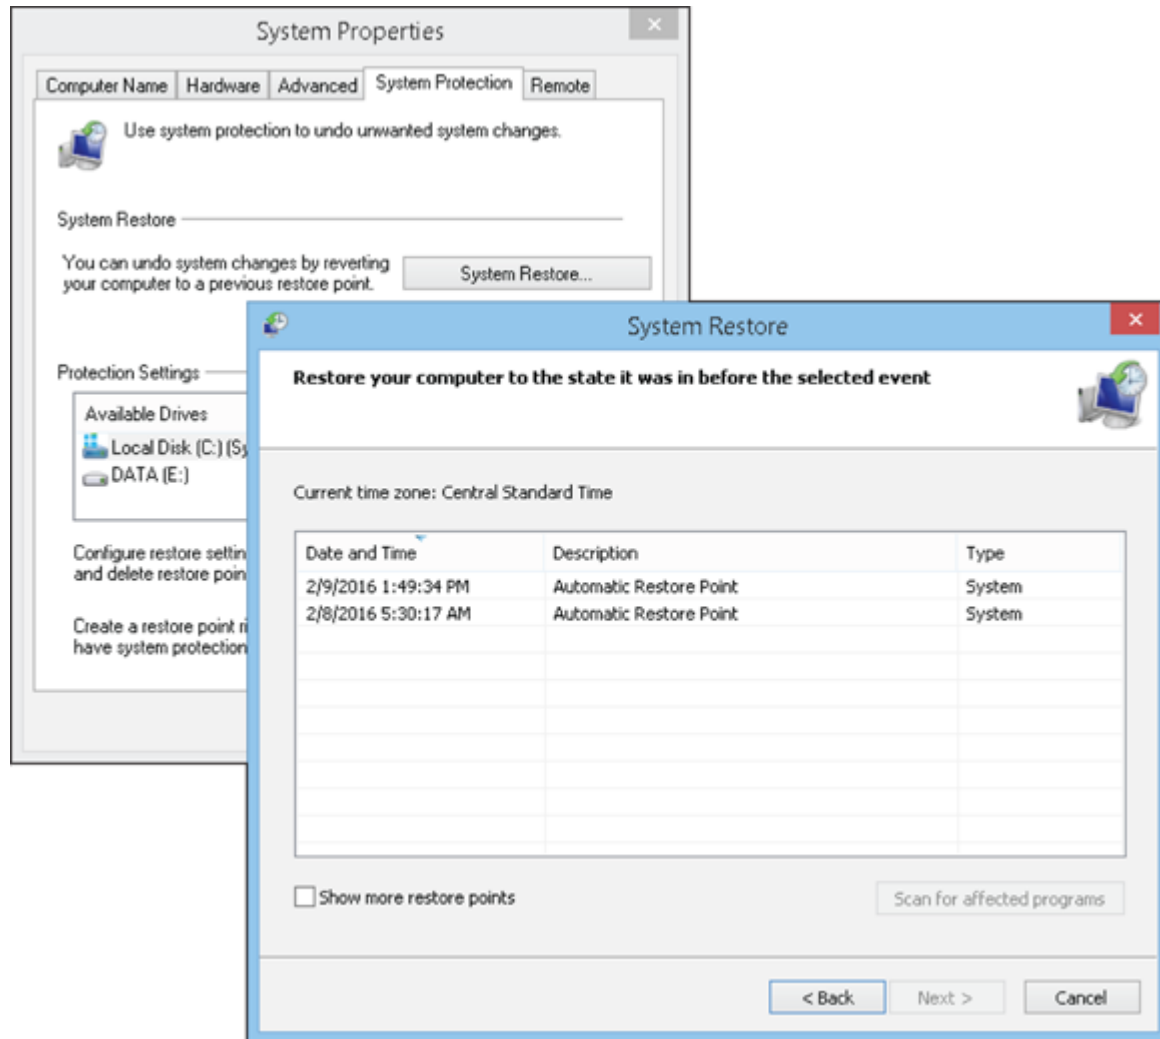 System Properties
Computer Name Hardware Advanced System Protection Remote
Use system protection to undo unwanted system changes.
System Restore
You can undo system changes by reverting
your computer to a previous restore point.
System Restore...
Protection Settings
Available Drives
Local Disk (C:) (Sy
DATA (E:)
Configure restore settin
and delete restore poin
Create a restore point ri
have system protection
System Restore
Restore your computer to the state it was in before the selected event
Current time zone: Central Standard Time
Date and Time Description Type
2/9/2016 1:49:34 PM Automatic Restore Point System
2/8/2016 5:30:17 AM Automatic Restore Point System
Show more restore points
Scan for affected programs
< Back Next > Cancel